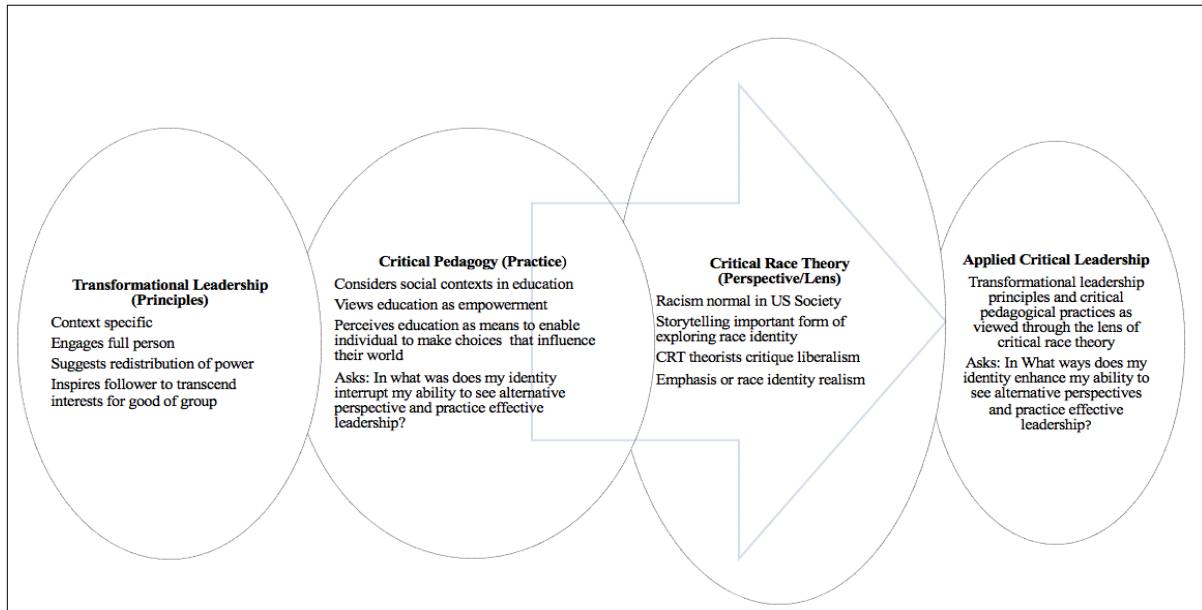 Transformational Leadership
(Principles)
Context specific
Engages full person
Suggests redistribution of power
Inspires follower to transcend
interests for good of group
Critical Pedagogy (Practice)
Considers social contexts in education
Views education as empowerment
Perceives education as means to enable
individual to make choices that influence
their world
Asks: In what was does my identity
interrupt my ability to see alternative
perspective and practice effective
leadership?
Critical Race Theory
(Perspective/Lens)
Racism normal in US Society
Storytelling important form of
exploring race identity
CRT theorists critique liberalism
Emphasis or race identity realism
Applied Critical Leadership
Transformational leadership
principles and critical
pedagogical practices as
viewed through the lens of
critical race theory
Asks: In What ways does my
identity enhance my ability to
see alternative perspectives
and practice effective
leadership?